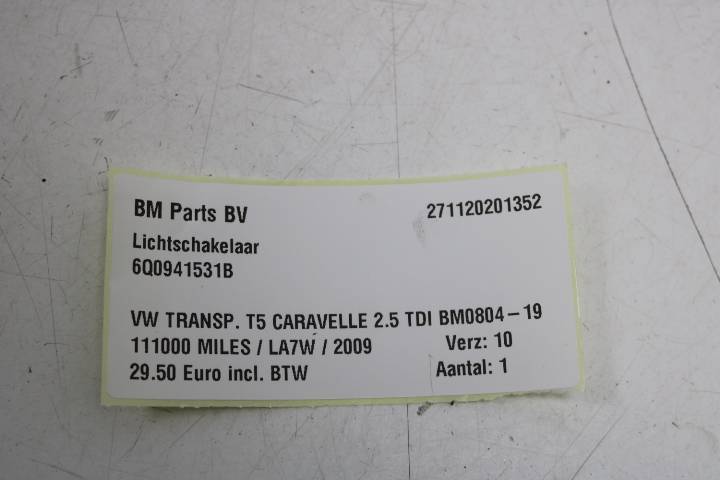 BM Parts BV 271120201352
Lichtschakelaar
6Q0941531B
VW TRANSP. T5 CARAVELLE 2.5 TDI BM0804-19
111000 MILES / LA7W / 2009 Verz: 10
29.50 Euro incl. BTW Aantal: 1